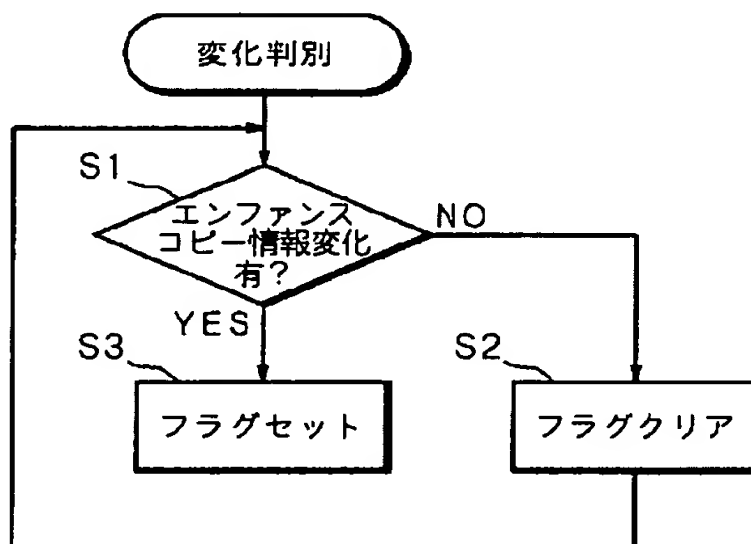 変化判別
S1
エンファンス
コピー情報変化
有?
NO
YES
S3
S2
フラグセット
フラグクリア